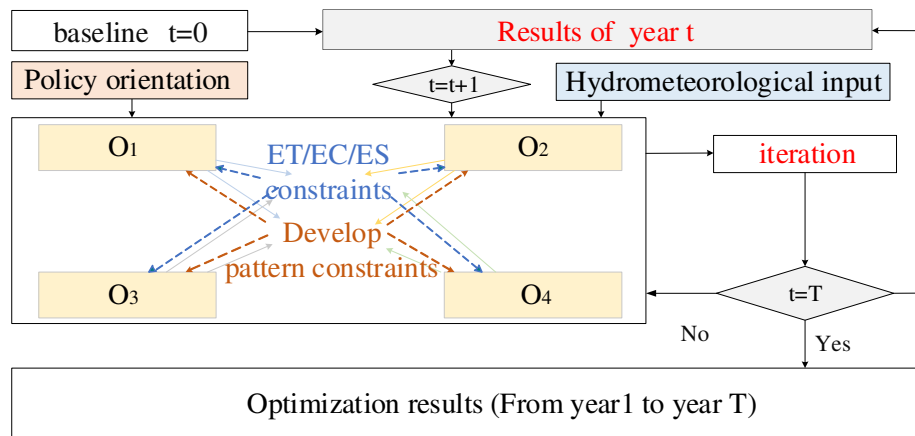 baseline t=0
Results of year t
Policy orientation
t=t+1
Hydrometeorological input
O1
O2
ET/EC/ES
constraints
iteration
Develop
pattern constraints
O3
O4
t=T
No
Yes
Optimization results (From year1 to year T)